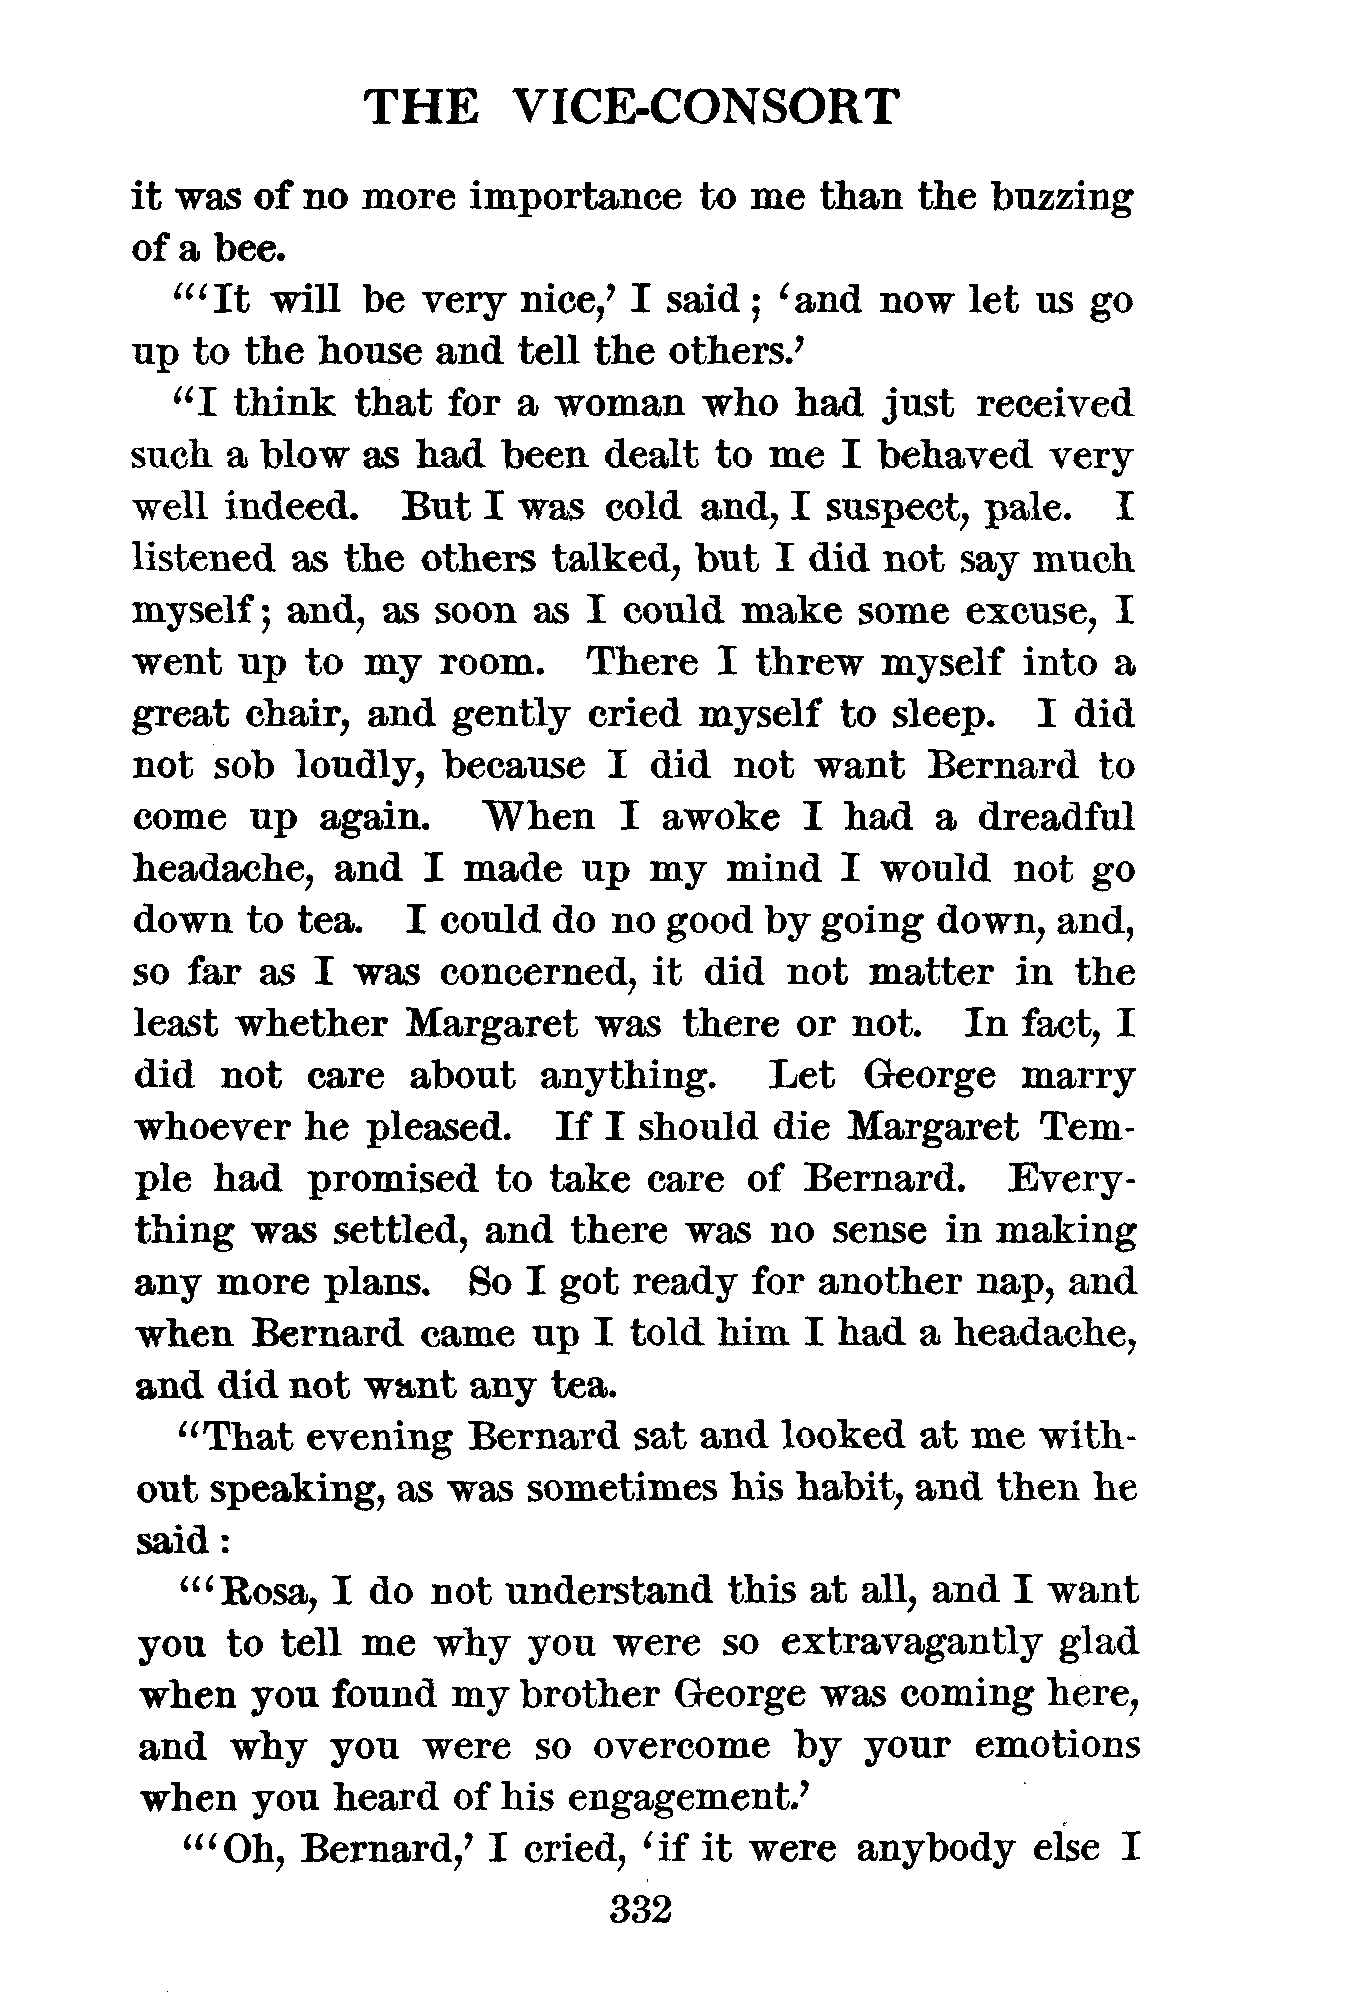 THE VICE-CONSORT
it was of no more importance to me than the buzzing
of a bee.
"'It will be very nice,' I said; 'and now let us go
up to the house and tell the others.'
"I think that for a woman who had just received
such a blow as had been dealt to me I behaved very
well indeed. But I was cold and, I suspect, pale. I
listened as the others talked, but I did not say much
myself; and, as soon as I could make some excuse, I
went up to my room. There I threw myself into a
great chair, and gently cried myself to sleep. I did
not sob loudly, because I did not want Bernard to
come up again. When I awoke I had a dreadful
headache, and I made up my mind I would not go
down to tea. I could do no good by going down, and,
so far as I was concerned, it did not matter in the
least whether Margaret was there or not. In fact, I
did not care about anything. Let George marry
whoever he pleased. If I should die Margaret Tem-
ple had promised to take care of Bernard. Every-
thing was settled, and there was no sense in making
any more plans. So I got ready for another nap, and
when Bernard came up I told him I had a headache,
and did not want any tea.
"That evening Bernard sat and looked at me with-
out speaking, as was sometimes his habit, and then he
said:
"'Rosa, I do not understand this at all, and I want
you to tell me why you were so extravagantly glad
when you found my brother George was coming here,
and why you were so overcome by your emotions
when you heard of his engagement.'
"'Oh, Bernard,' I cried, 'if it were anybody else I
332